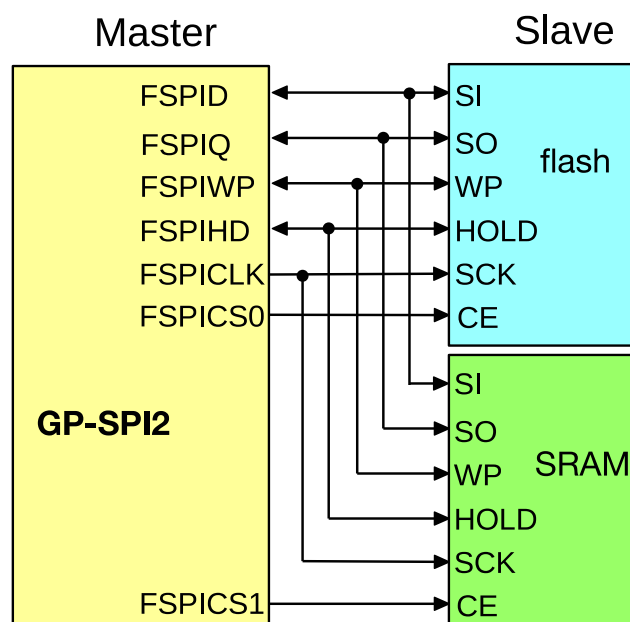 Master
Slave
FSPID
FSPIQ
FSPIWP
FSPIHD
FSPICLK
FSPICS0
GP-SPI2
FSPICS1
SI
SO
WP
HOLD
SCK
CE
flash
SI
SO
WP
HOLD
SCK
CE
SRAM